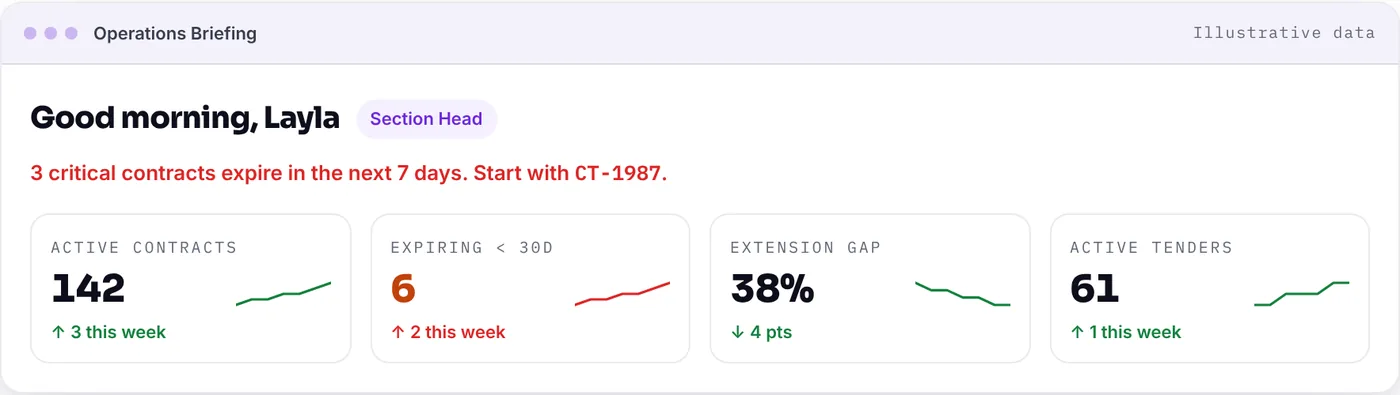 Operations Briefing
Illustrative data
Good morning, Layla
Section Head
3 critical contracts expire in the next 7 days. Start with CT-1987.
ACTIVE CONTRACTS
142
↑ 3 this week
EXPIRING < 30D
6
↑ 2 this week
EXTENSION GAP
38%
↓ 4 pts
ACTIVE TENDERS
61
↑ 1 this week